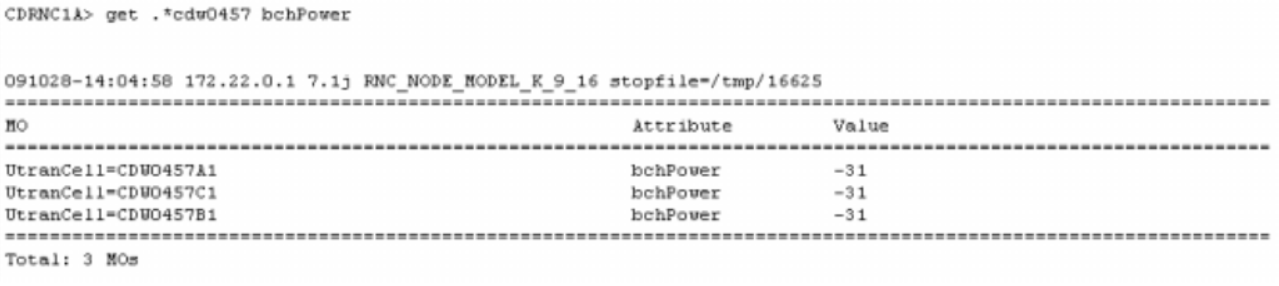 CDRNC1A> get .*cdw0457 bchPower
091028-14:04:58 172.22.0.1 7.1j RNC_NODE_MODEL_K_9_16 stopfile=/tmp/16625
=================================================================================================================
MO Attribute Value
=================================================================================================================
UtranCell=CDW0457A1 bchPower -31
UtranCell=CDW0457C1 bchPower -31
UtranCell=CDW0457B1 bchPower -31
=================================================================================================================
Total: 3 MOs